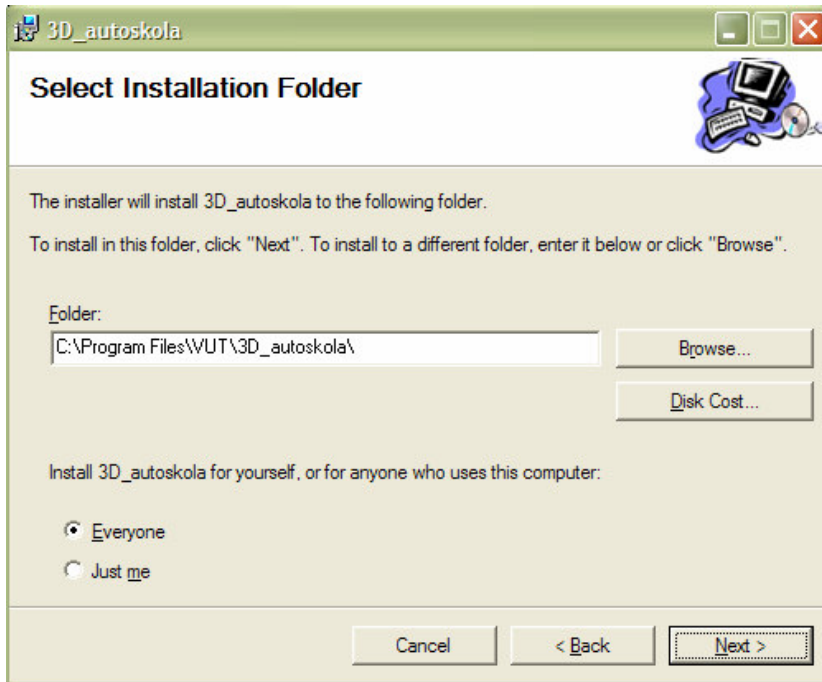 3D_autoskola
Select Installation Folder
The installer will install 3D_autoskola to the following folder.
To install in this folder, click "Next". To install to a different folder, enter it below or click "Browse".
Folder:
C:\Program Files\VUT\3D_autoskola\
Browse...
Disk Cost...
Install 3D_autoskola for yourself, or for anyone who uses this computer:
Everyone
Just me
Cancel
< Back
Next >